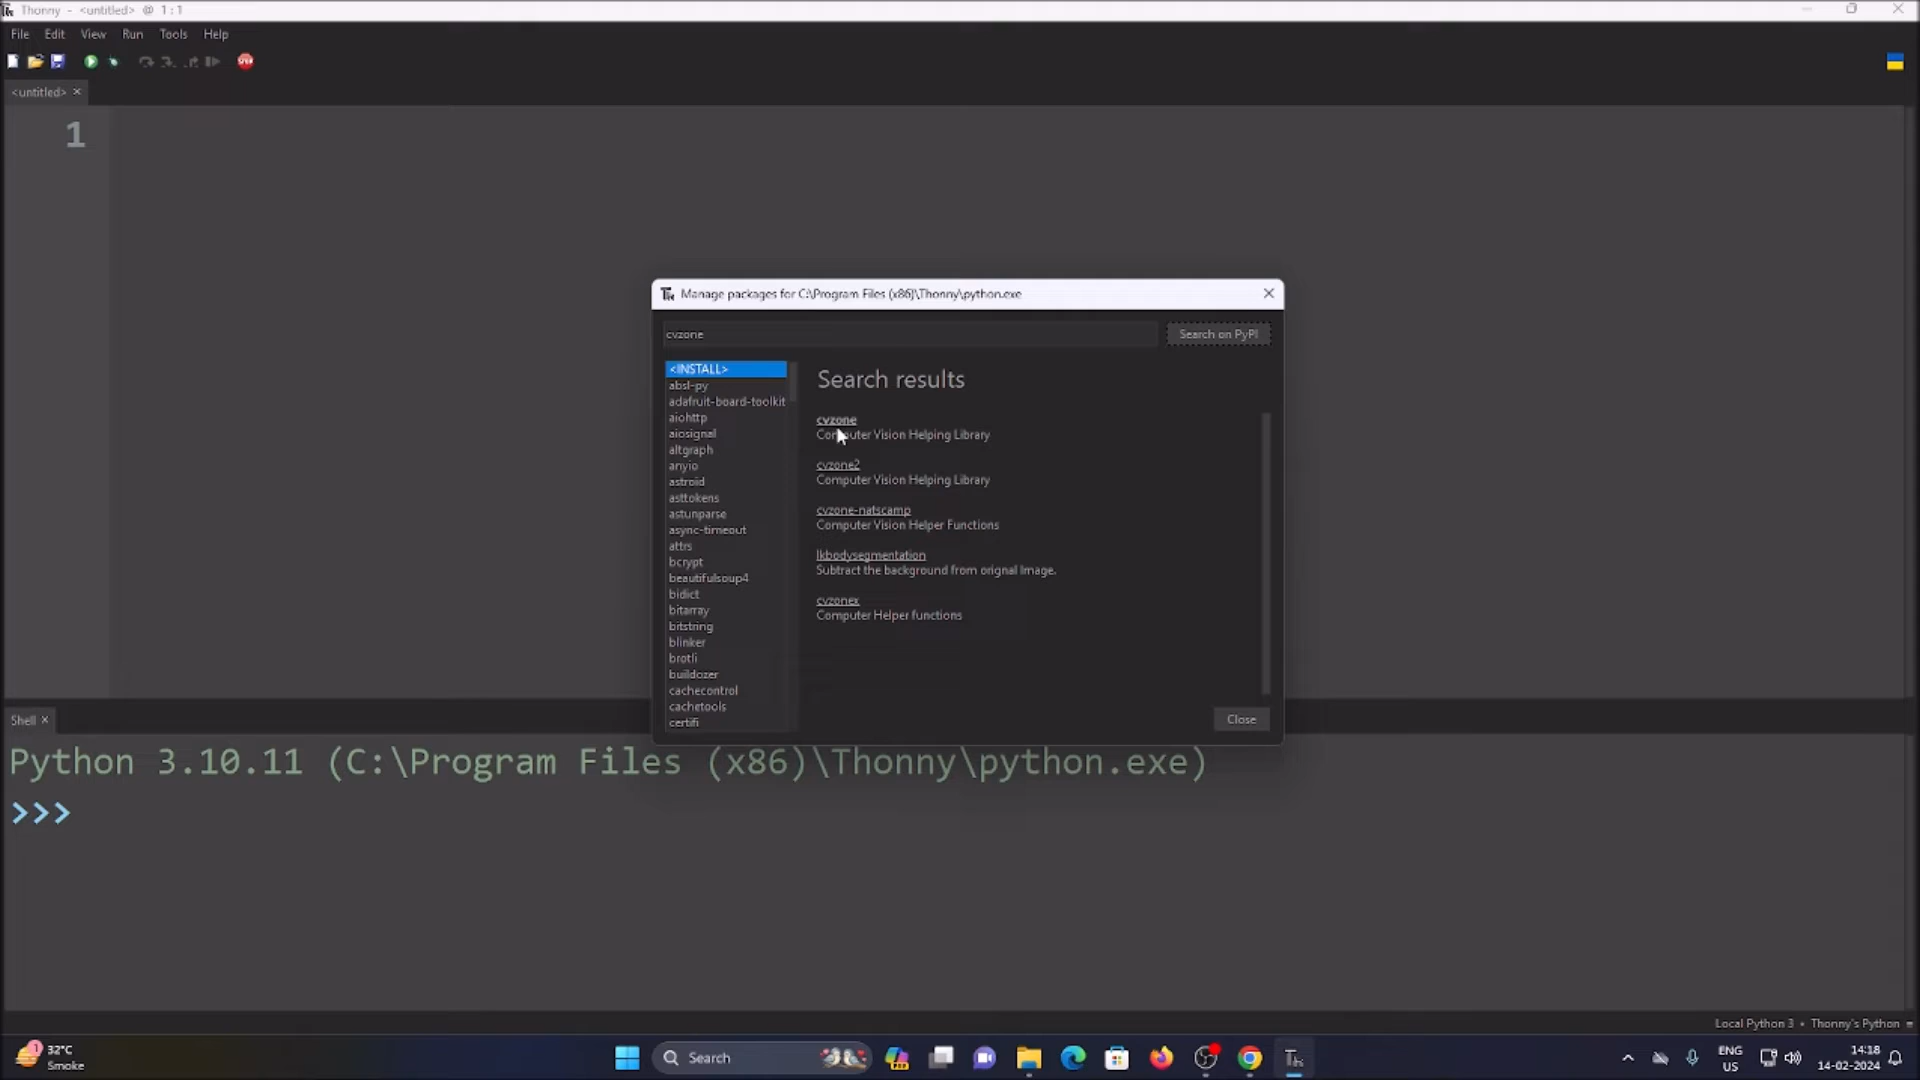 Thonny - <untitled> @ 1:1
File Edit View Run Tools Help
<untitled> ×
1
Manage packages for C:\Program Files (x86)\Thonny\python.exe
cvzone
Search on PyPI
<INSTALL>
absl-py
adafruit-board-toolkit
aiohttp
aiosignal
altgraph
anyio
astroid
asttokens
astunparse
async-timeout
attrs
bcrypt
beautifulsoup4
bidict
bitarray
bitstring
blinker
brotli
buildozer
cachecontrol
cachetools
certifi
Search results
cvzone
Computer Vision Helping Library
cvzone2
Computer Vision Helping Library
cvzone-natscamp
Computer Vision Helper Functions
lkbodysegmentation
Subtract the background from orignal Image.
cvzonex
Computer Helper functions
Close
Shell ×
Python 3.10.11 (C:\Program Files (x86)\Thonny\python.exe)
>>>
Local Python 3 • Thonny's Python
1
32°C
Smoke
Search
ENG
US
14:18
14-02-2024